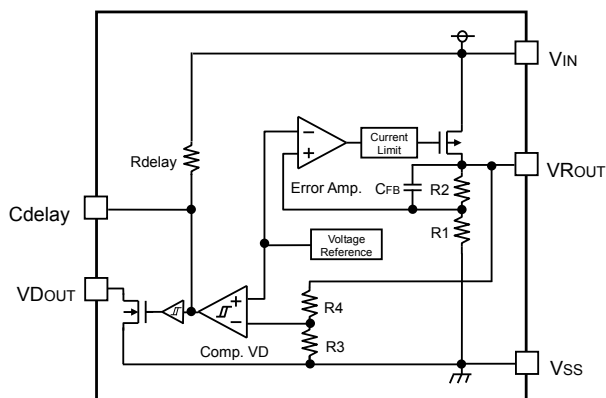 VIN
Current
Limit
Rdelay
VROUT
Error Amp.
CFB
R2
Cdelay
R1
Voltage
Reference
VDOUT
+
−
R4
R3
Comp. VD
VSS
−
+